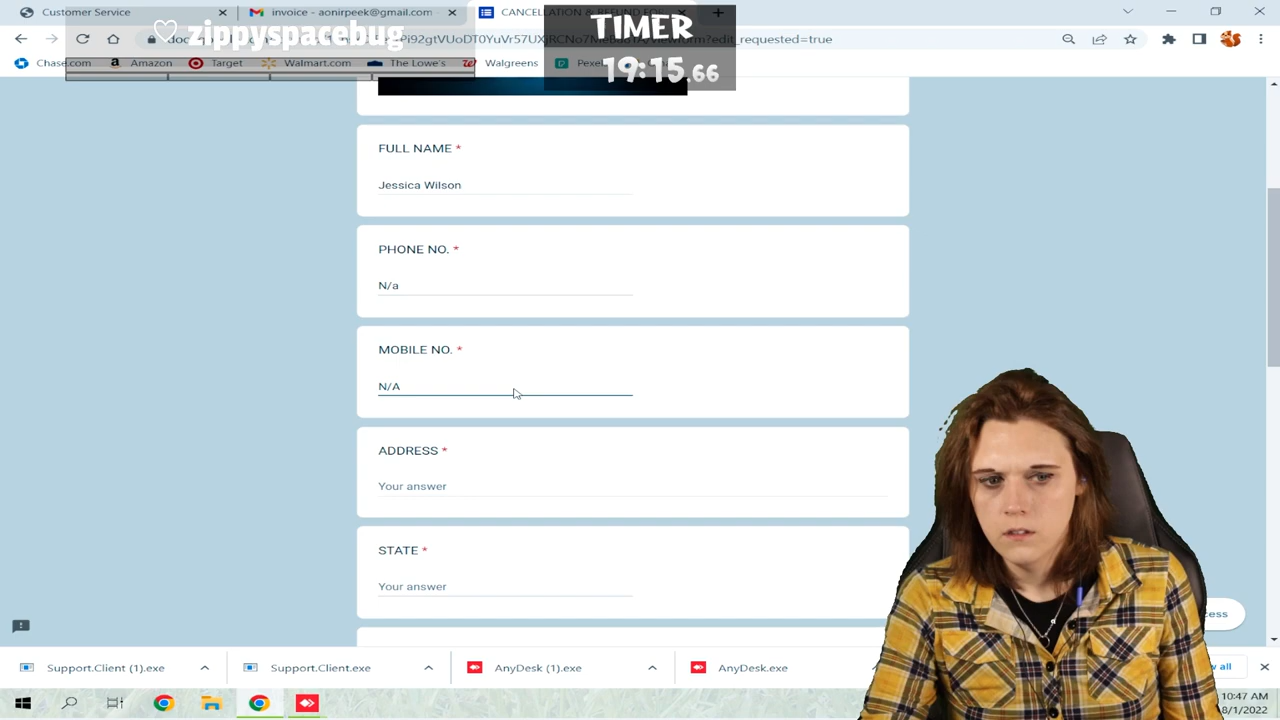 Customer Service
invoice - aonirpeek@gmail.com -
CANCELLATION & REFUND FOR
♡ zippyspacebug
TIMER
19:15.66
Pi92gtVUoDT0YuVr57UXjRCNo7MeBdYA/viewform?edit_requested=true
Chase.com
Amazon
Target
Walmart.com
The Lowe's
Walgreens
FULL NAME *
Jessica Wilson
PHONE NO. *
N/a
MOBILE NO. *
N/A
ADDRESS *
Your answer
STATE *
Your answer
Support.Client (1).exe
Support.Client.exe
AnyDesk (1).exe
AnyDesk.exe
10:47 AM
8/1/2022